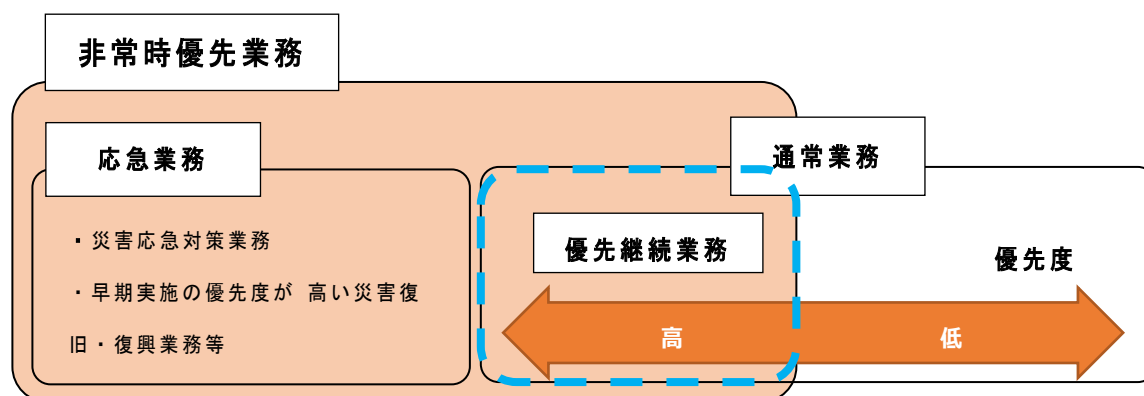 非常時優先業務
応急業務
・災害応急対策業務
・早期実施の優先度が 高い災害復
旧・復興業務等
通常業務
優先継続業務
優先度
高
低